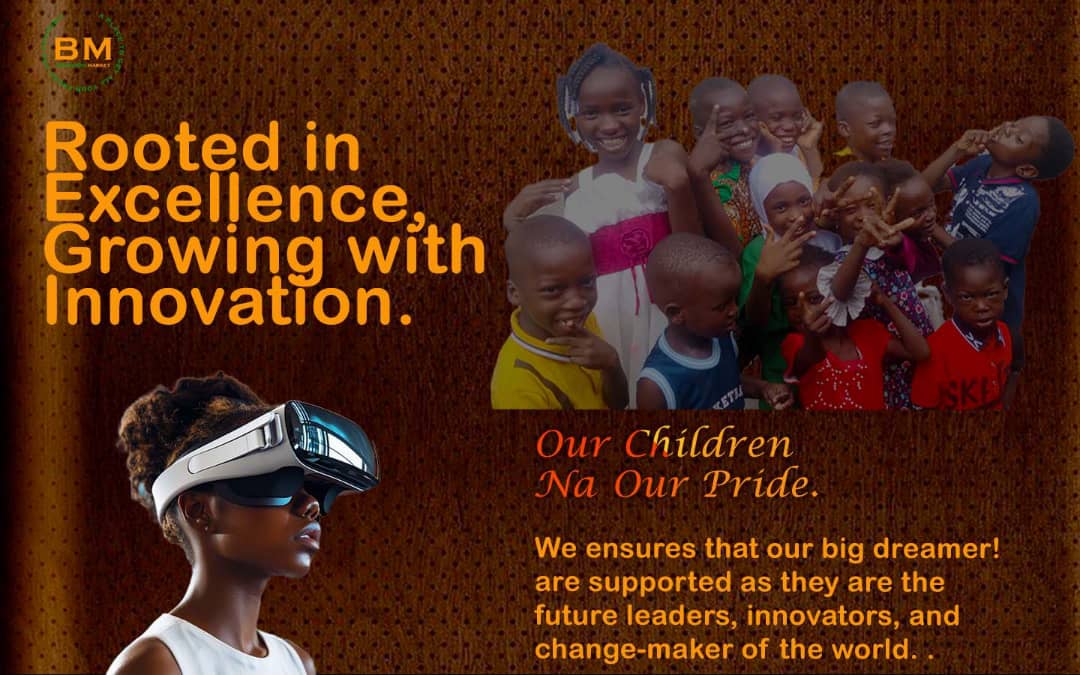 BM
MARKET
Rooted in
Excellence,
Growing with
Innovation.
Our Children
Na Our Pride.
We ensures that our big dreamer!
are supported as they are the
future leaders, innovators, and
change-maker of the world. .